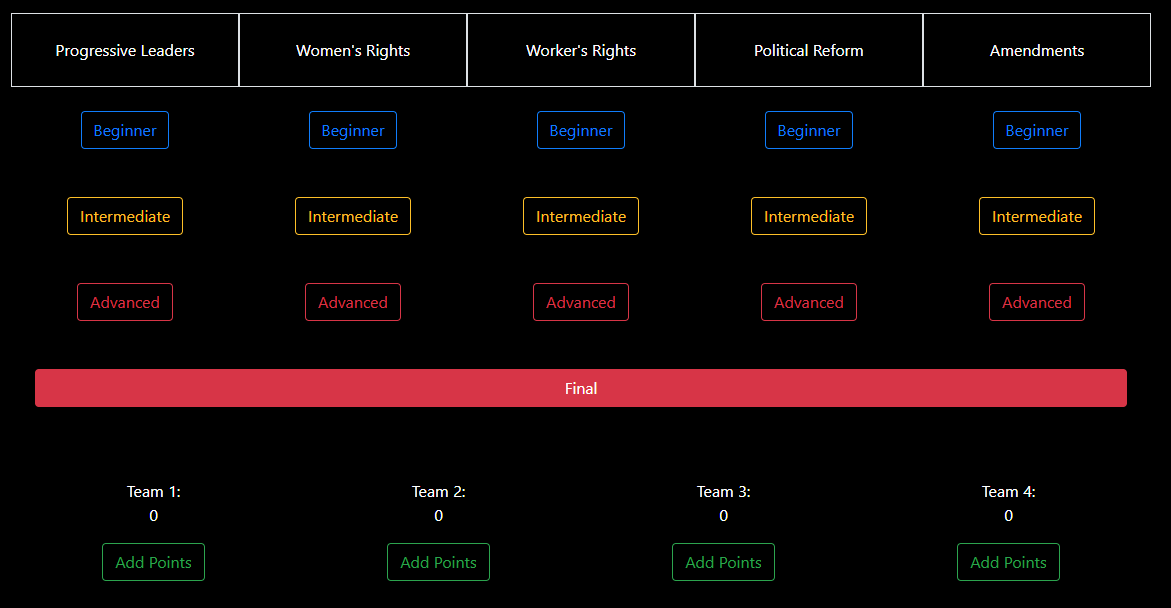 Progressive Leaders Women's Rights Worker's Rights Political Reform Amendments
Beginner Beginner Beginner Beginner Beginner
Intermediate Intermediate Intermediate Intermediate Intermediate
Advanced Advanced Advanced Advanced Advanced
Final
Team 1: Team 2: Team 3: Team 4:
0 0 0 0
Add Points Add Points Add Points Add Points